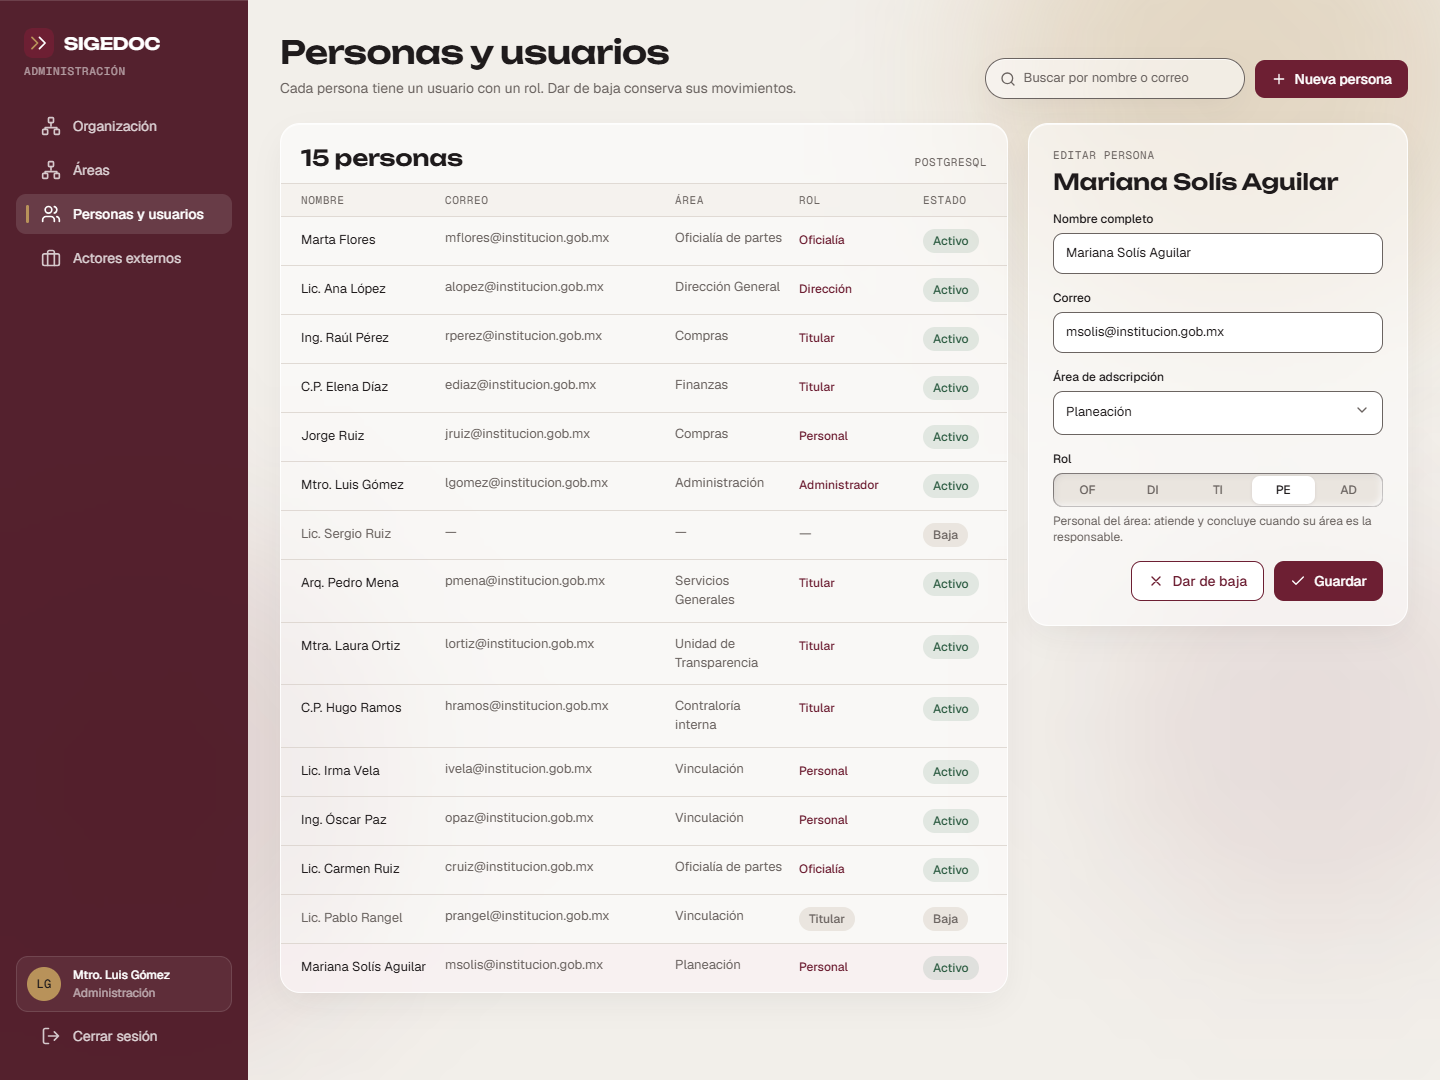 SIGEDOC
ADMINISTRACIÓN
Organización
Áreas
Personas y usuarios
Actores externos
LG
Mtro. Luis Gómez
Administración
Cerrar sesión
Personas y usuarios
Cada persona tiene un usuario con un rol. Dar de baja conserva sus movimientos.
Buscar por nombre o correo
Nueva persona
15 personas
POSTGRESQL
NOMBRE CORREO ÁREA ROL ESTADO
Marta Flores mflores@institucion.gob.mx Oficialía de partes Oficialía Activo
Lic. Ana López alopez@institucion.gob.mx Dirección General Dirección Activo
Ing. Raúl Pérez rperez@institucion.gob.mx Compras Titular Activo
C.P. Elena Díaz ediaz@institucion.gob.mx Finanzas Titular Activo
Jorge Ruiz jruiz@institucion.gob.mx Compras Personal Activo
Mtro. Luis Gómez lgomez@institucion.gob.mx Administración Administrador Activo
Lic. Sergio Ruiz — — — Baja
Arq. Pedro Mena pmena@institucion.gob.mx Servicios Titular Activo
Generales
Mtra. Laura Ortiz lortiz@institucion.gob.mx Unidad de Titular Activo
Transparencia
C.P. Hugo Ramos hramos@institucion.gob.mx Contraloría Titular Activo
interna
Lic. Irma Vela ivela@institucion.gob.mx Vinculación Personal Activo
Ing. Óscar Paz opaz@institucion.gob.mx Vinculación Personal Activo
Lic. Carmen Ruiz cruiz@institucion.gob.mx Oficialía de partes Oficialía Activo
Lic. Pablo Rangel prangel@institucion.gob.mx Vinculación Titular Baja
Mariana Solís Aguilar msolis@institucion.gob.mx Planeación Personal Activo
EDITAR PERSONA
Mariana Solís Aguilar
Nombre completo
Mariana Solís Aguilar
Correo
msolis@institucion.gob.mx
Área de adscripción
Planeación
Rol
OF DI TI PE AD
Personal del área: atiende y concluye cuando su área es la
responsable.
Dar de baja
Guardar